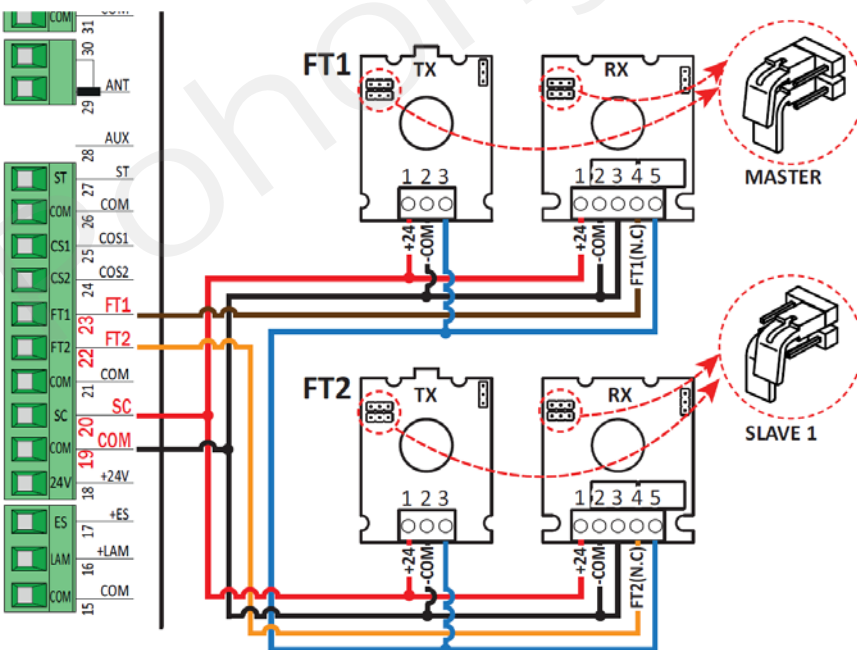 COM 31 COM
30
29 ANT
28 AUX
ST 27 ST
COM 26 COM
CS1 25 COS1
CS2 24 COS2
FT1 23 FT1
FT2 22 FT2
COM 21 COM
SC 20 SC
COM 19 COM
24V 18 +24V
ES 17 +ES
LAM 16 +LAM
COM 15 COM
FT1
TX
1 2 3
+24
-COM
RX
1 2 3 4 5
+24
-COM
FT1(N.C)
MASTER
FT2
TX
1 2 3
+24
-COM
RX
1 2 3 4 5
+24
-COM
FT2(N.C)
SLAVE 1